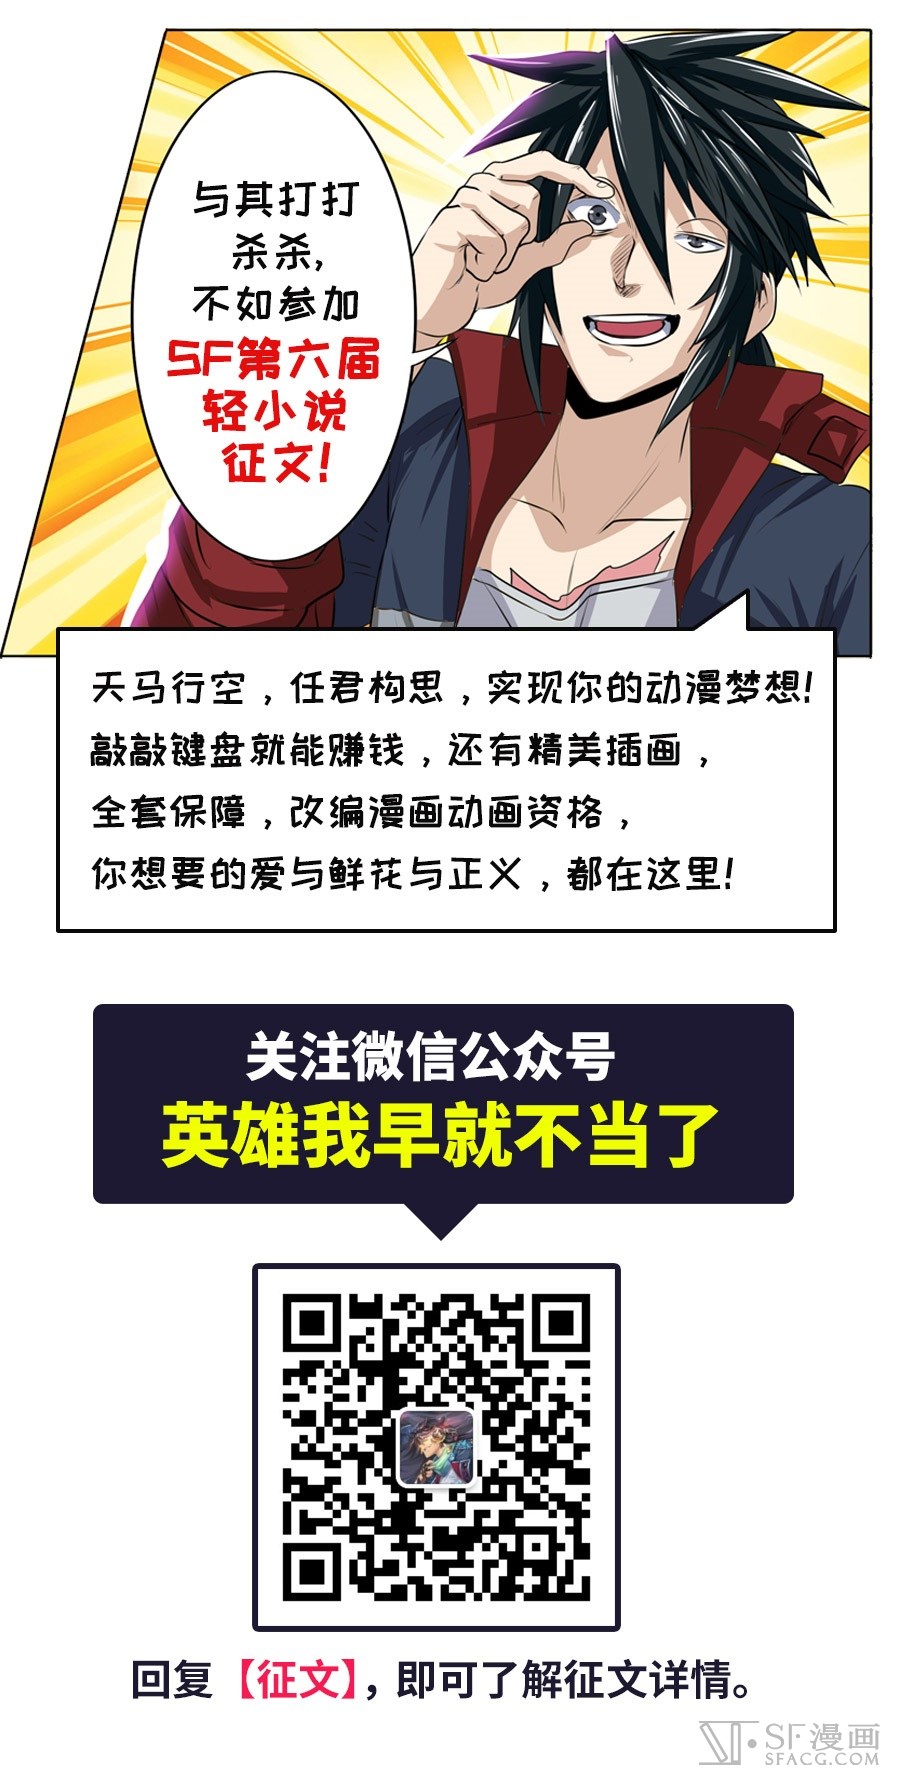 与其打打
杀杀,
不如参加
SF第六届
轻小说
征文!
天马行空，任君构思，实现你的动漫梦想!
敲敲键盘就能赚钱，还有精美插画，
全套保障，改编漫画动画资格，
你想要的爱与鲜花与正义，都在这里!
关注微信公众号
英雄我早就不当了
回复【征文】，即可了解征文详情。
SF漫画
SFACG.COM